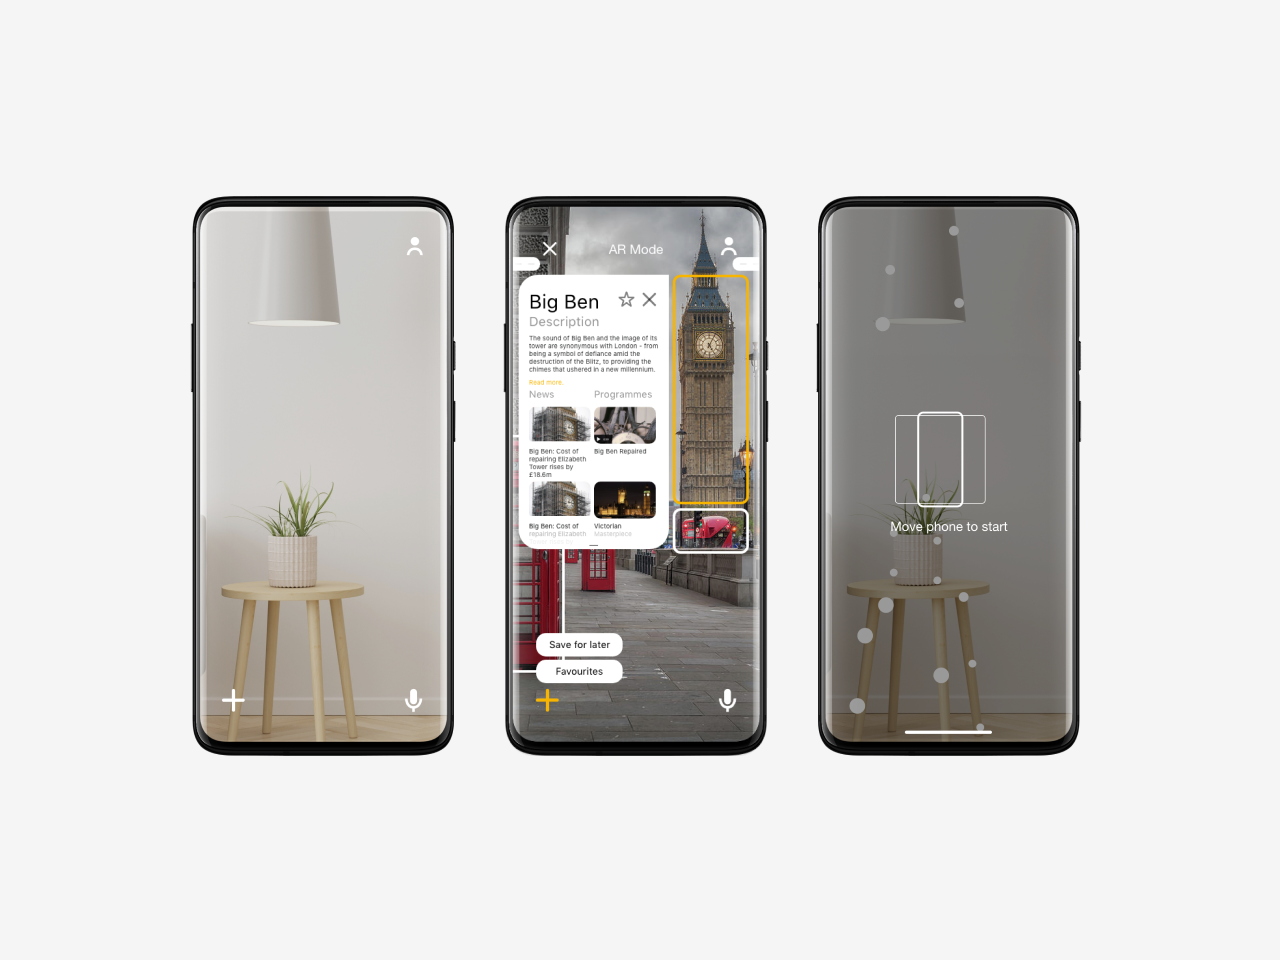 AR Mode
Big Ben
Description
The sound of Big Ben and the image of its
tower are synonymous with London - from
being a symbol of defiance amid the
destruction of the Blitz, to providing the
chimes that ushered in a new millennium.
Read more.
News
Programmes
Big Ben: Cost of
repairing Elizabeth
Tower rises by
£18.6m
Big Ben Repaired
Big Ben: Cost of
repairing Elizabeth
Victorian
Masterpiece
Save for later
Favourites
Move phone to start